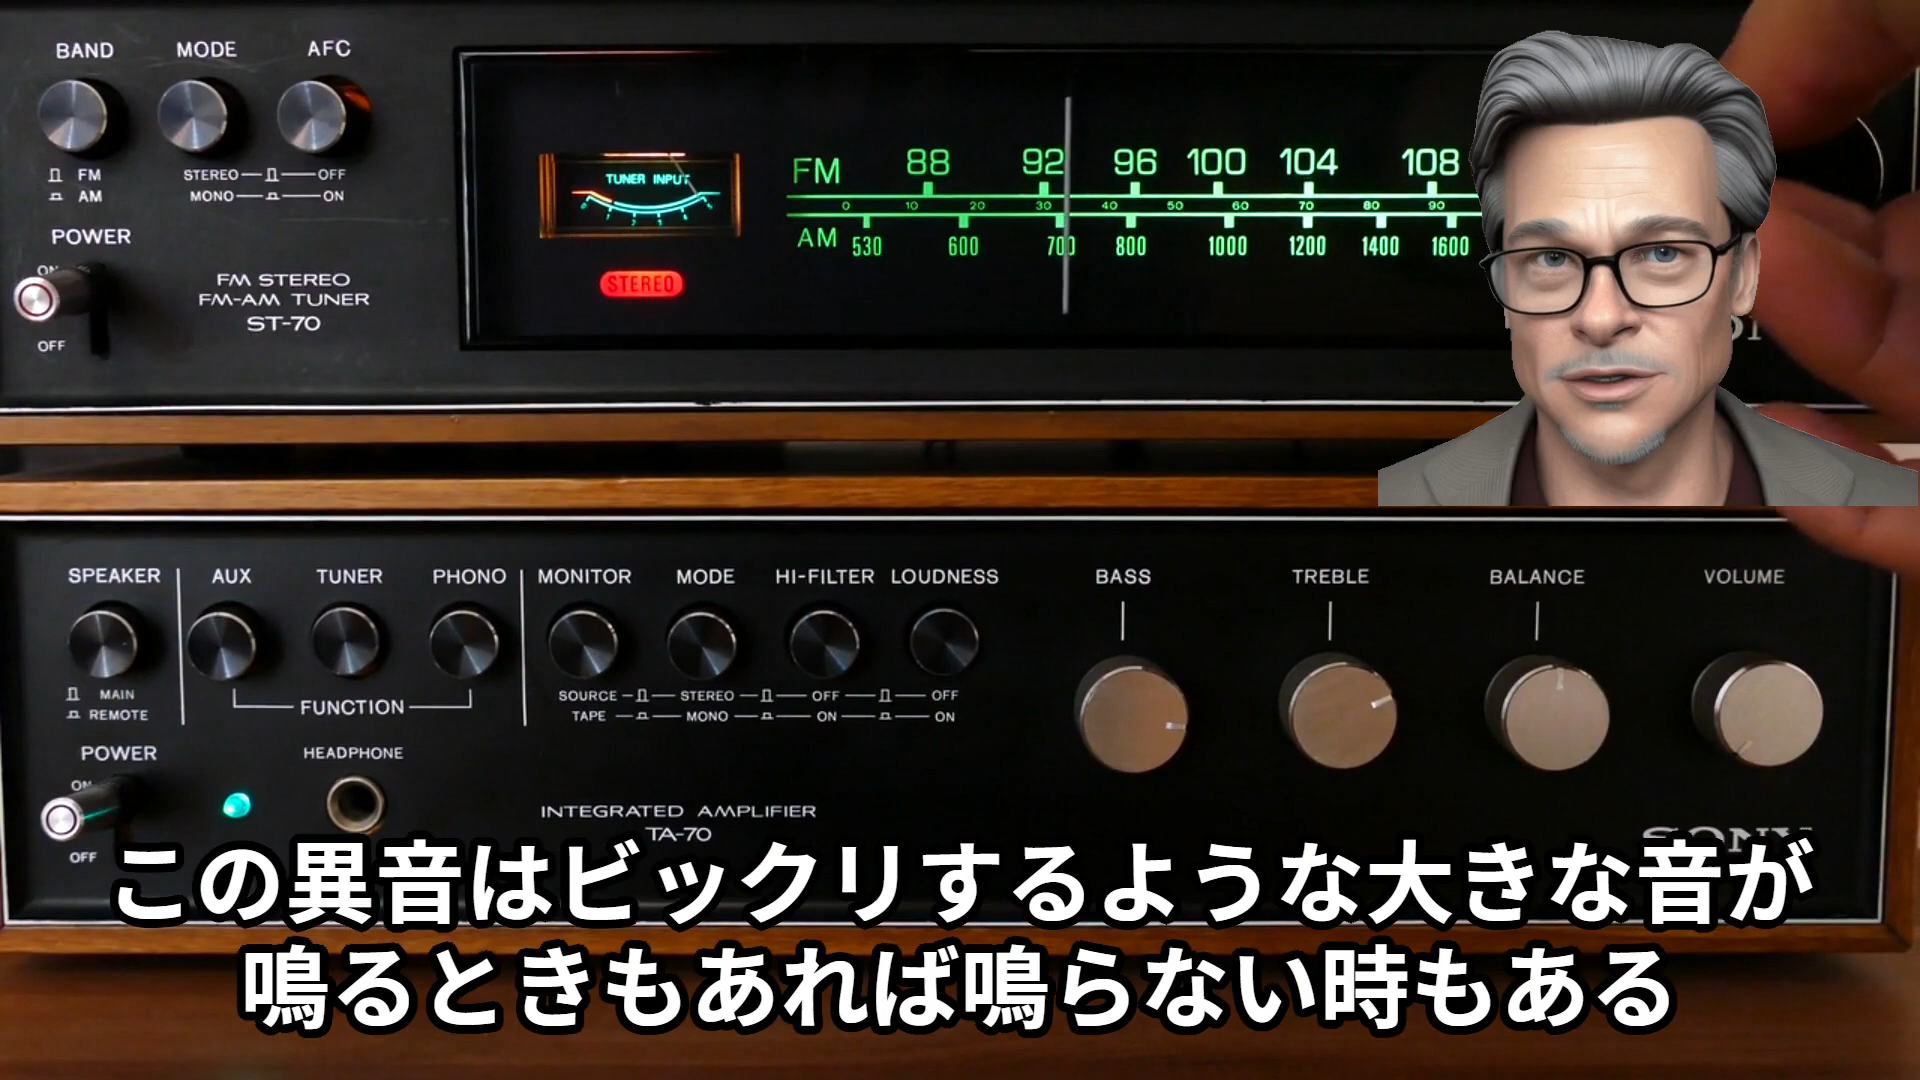 BAND MODE AFC
FM STEREO OFF
AM MONO ON
POWER
ON
OFF
FM STEREO
FM-AM TUNER
ST-70
TUNER INPUT
STEREO
FM 88 92 96 100 104 108
0 10 20 30 40 50 60 70 80 90
AM 530 600 700 800 1000 1200 1400 1600
SPEAKER AUX TUNER PHONO MONITOR MODE HI-FILTER LOUDNESS BASS TREBLE BALANCE VOLUME
MAIN
REMOTE
FUNCTION
SOURCE STEREO OFF OFF
TAPE MONO ON ON
POWER
ON
OFF
HEADPHONE
INTEGRATED AMPLIFIER
TA-70
SONY
この異音はビックリするような大きな音が
鳴るときもあれば鳴らない時もある